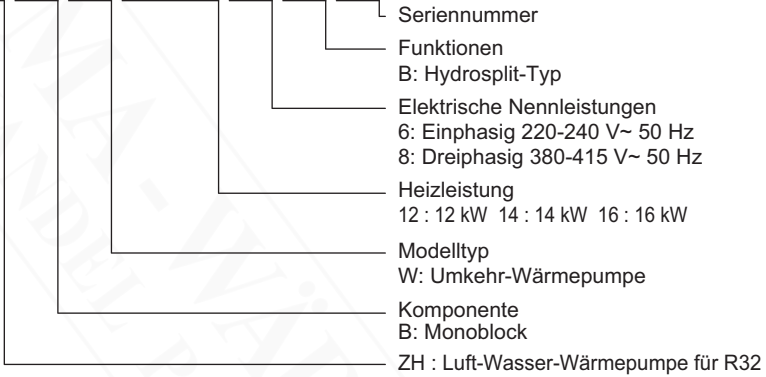 Seriennummer
Funktionen
B: Hydrosplit-Typ
Elektrische Nennleistungen
6: Einphasig 220-240 V~ 50 Hz
8: Dreiphasig 380-415 V~ 50 Hz
Heizleistung
12 : 12 kW 14 : 14 kW 16 : 16 kW
Modelltyp
W: Umkehr-Wärmepumpe
Komponente
B: Monoblock
ZH : Luft-Wasser-Wärmepumpe für R32